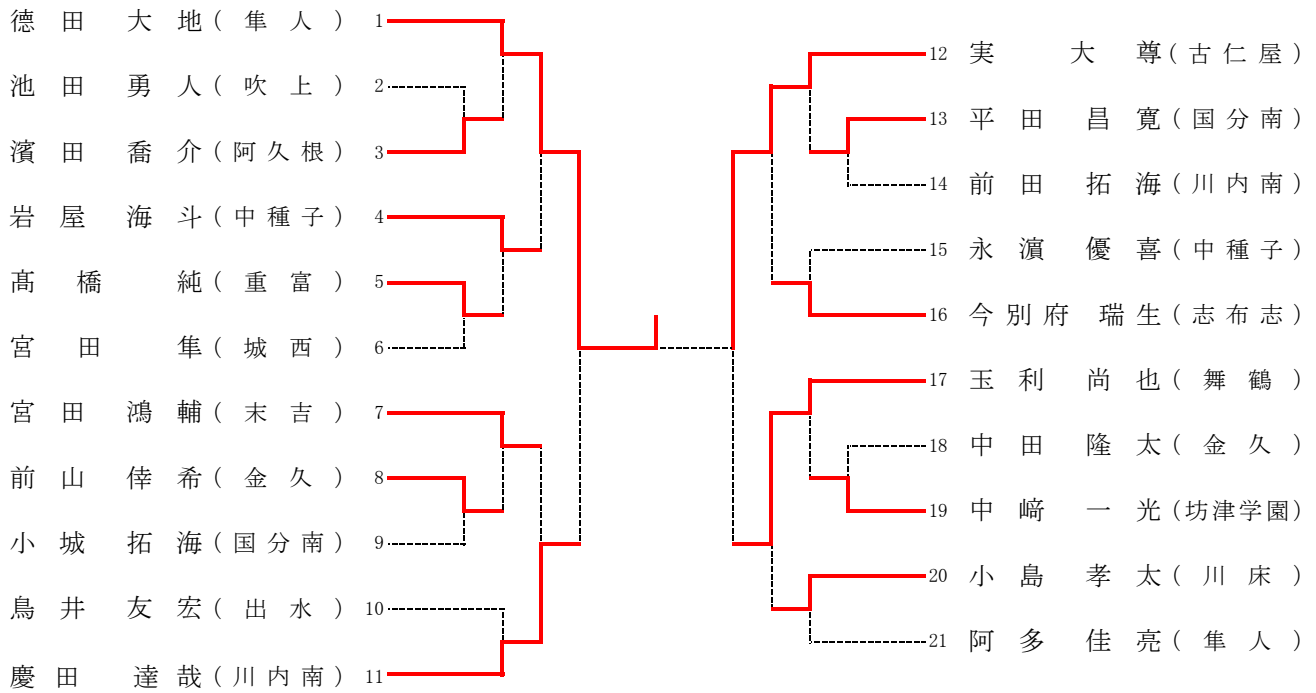 德田 大地(隼人) 1
池田 勇人(吹上) 2
濱田 喬介(阿久根) 3
岩屋 海斗(中種子) 4
髙橋 純(重富) 5
宮田 隼(城西) 6
宮田 鴻輔(末吉) 7
前山 倖希(金久) 8
小城 拓海(国分南) 9
鳥井 友宏(出水) 10
慶田 達哉(川内南) 11
12 実 大尊(古仁屋)
13 平田 昌寛(国分南)
14 前田 拓海(川内南)
15 永濵 優喜(中種子)
16 今別府 瑞生(志布志)
17 玉利 尚也(舞鶴)
18 中田 隆太(金久)
19 中﨑 一光(坊津学園)
20 小島 孝太(川床)
21 阿多 佳亮(隼人)